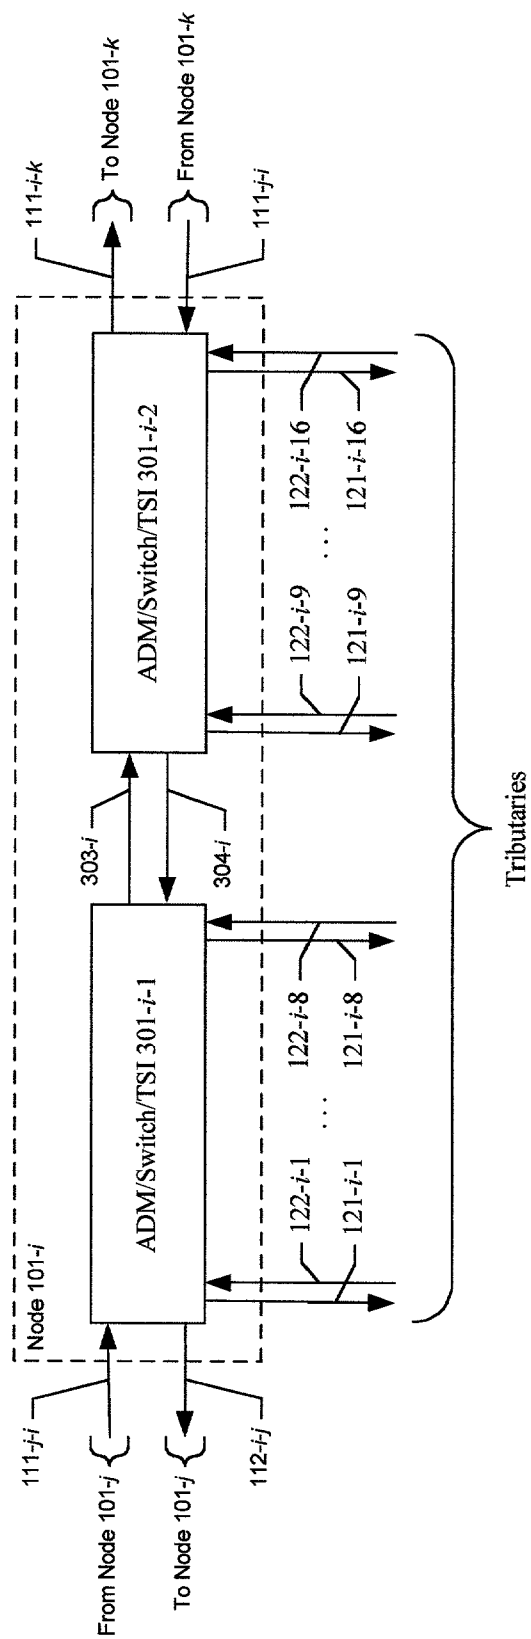 Node 101-i
111-j-i
From Node 101-j
To Node 101-j
112-i-j
ADM/Switch/TSI 301-i-1
303-i
304-i
ADM/Switch/TSI 301-i-2
111-i-k
To Node 101-k
From Node 101-k
111-j-i
122-i-1
121-i-1
...
122-i-8
121-i-8
122-i-9
121-i-9
...
122-i-16
121-i-16
Tributaries